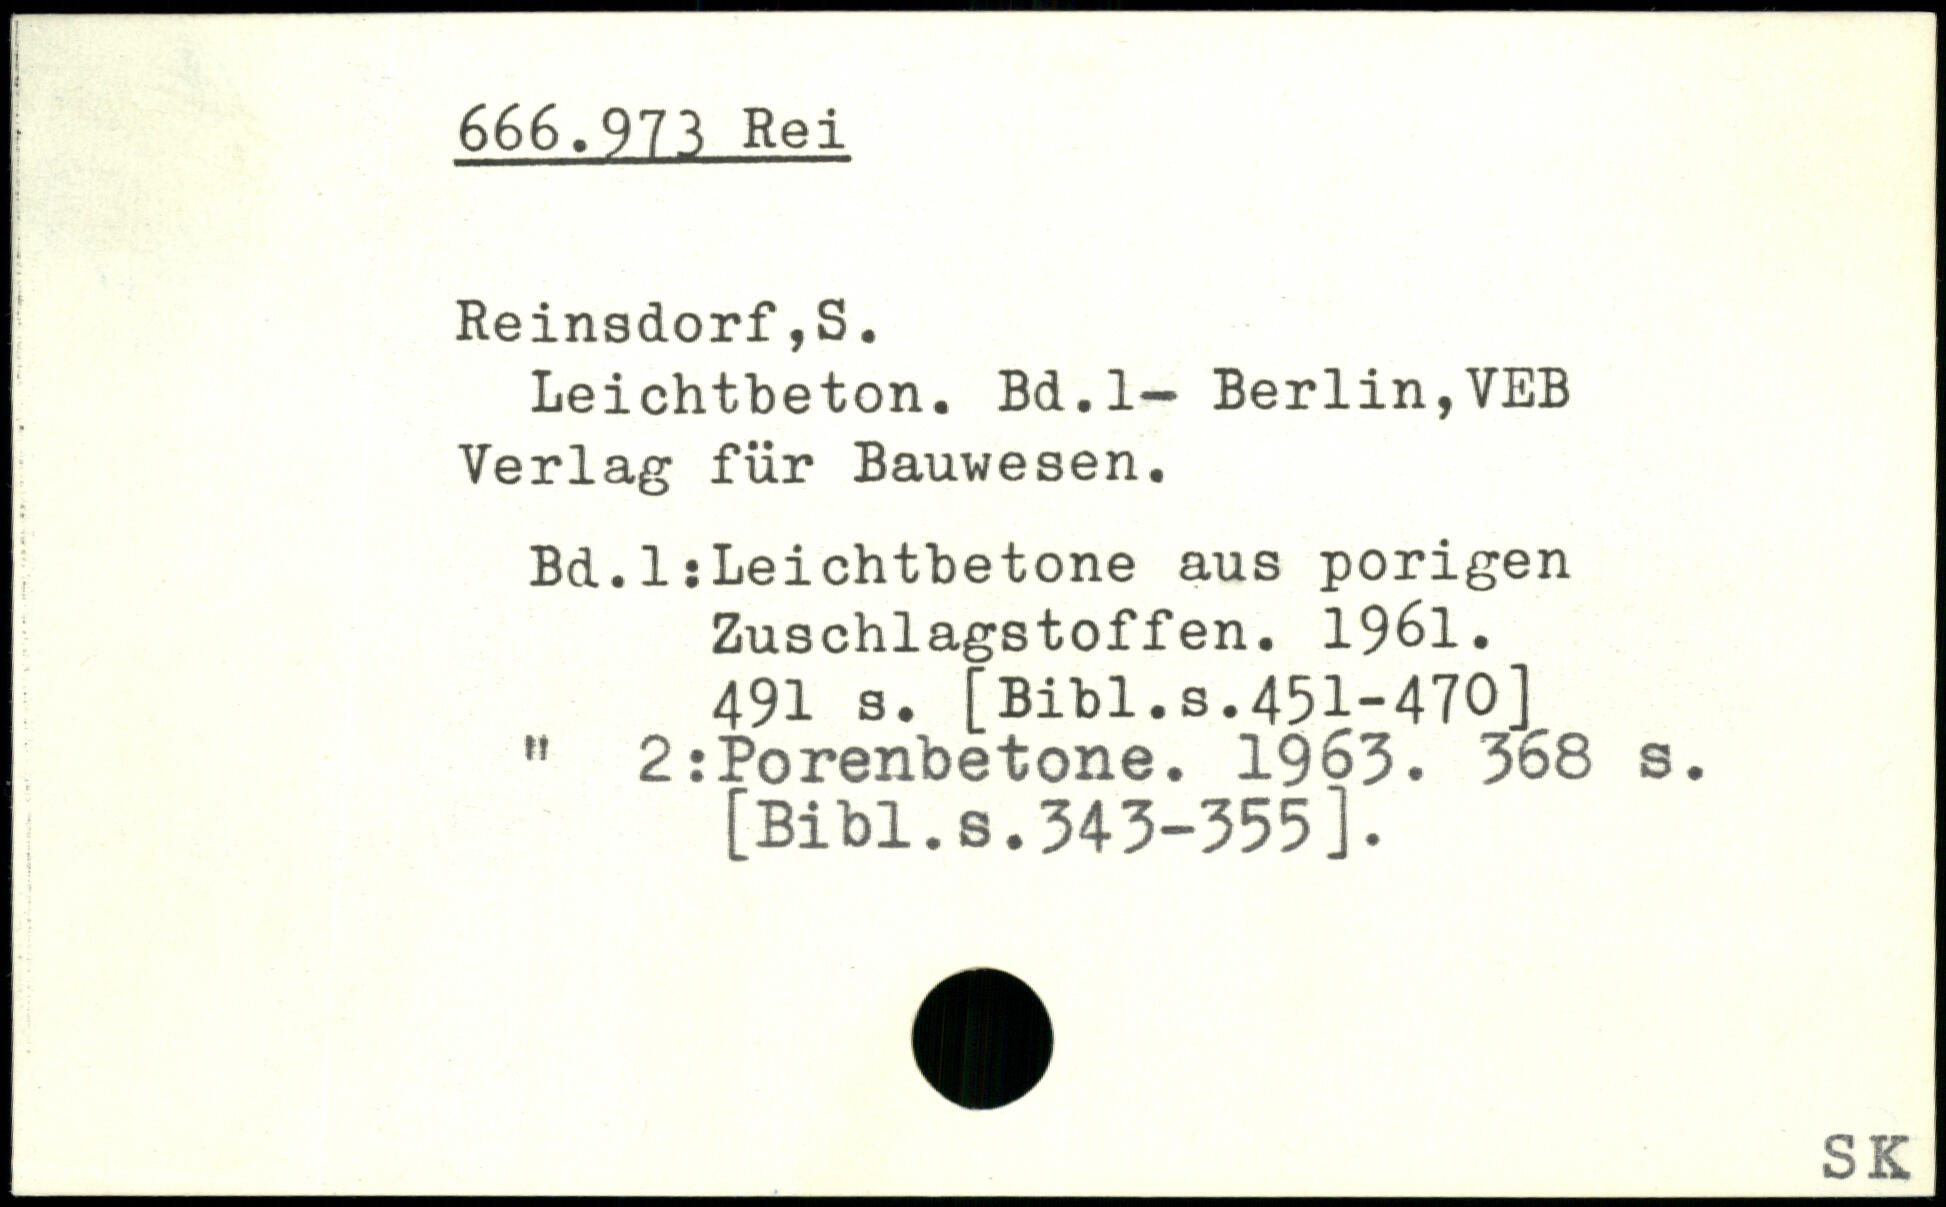 666.973 Rei
Reinsdorf,S.
Leichtbeton. Bd.1- Berlin,VEB
Verlag für Bauwesen.
Bd.1:Leichtbetone aus porigen
Zuschlagstoffen. 1961.
491 s. [Bibl.s.451-470]
" 2:Porenbetone. 1963. 368 s.
[Bibl.s.343-355].
SK